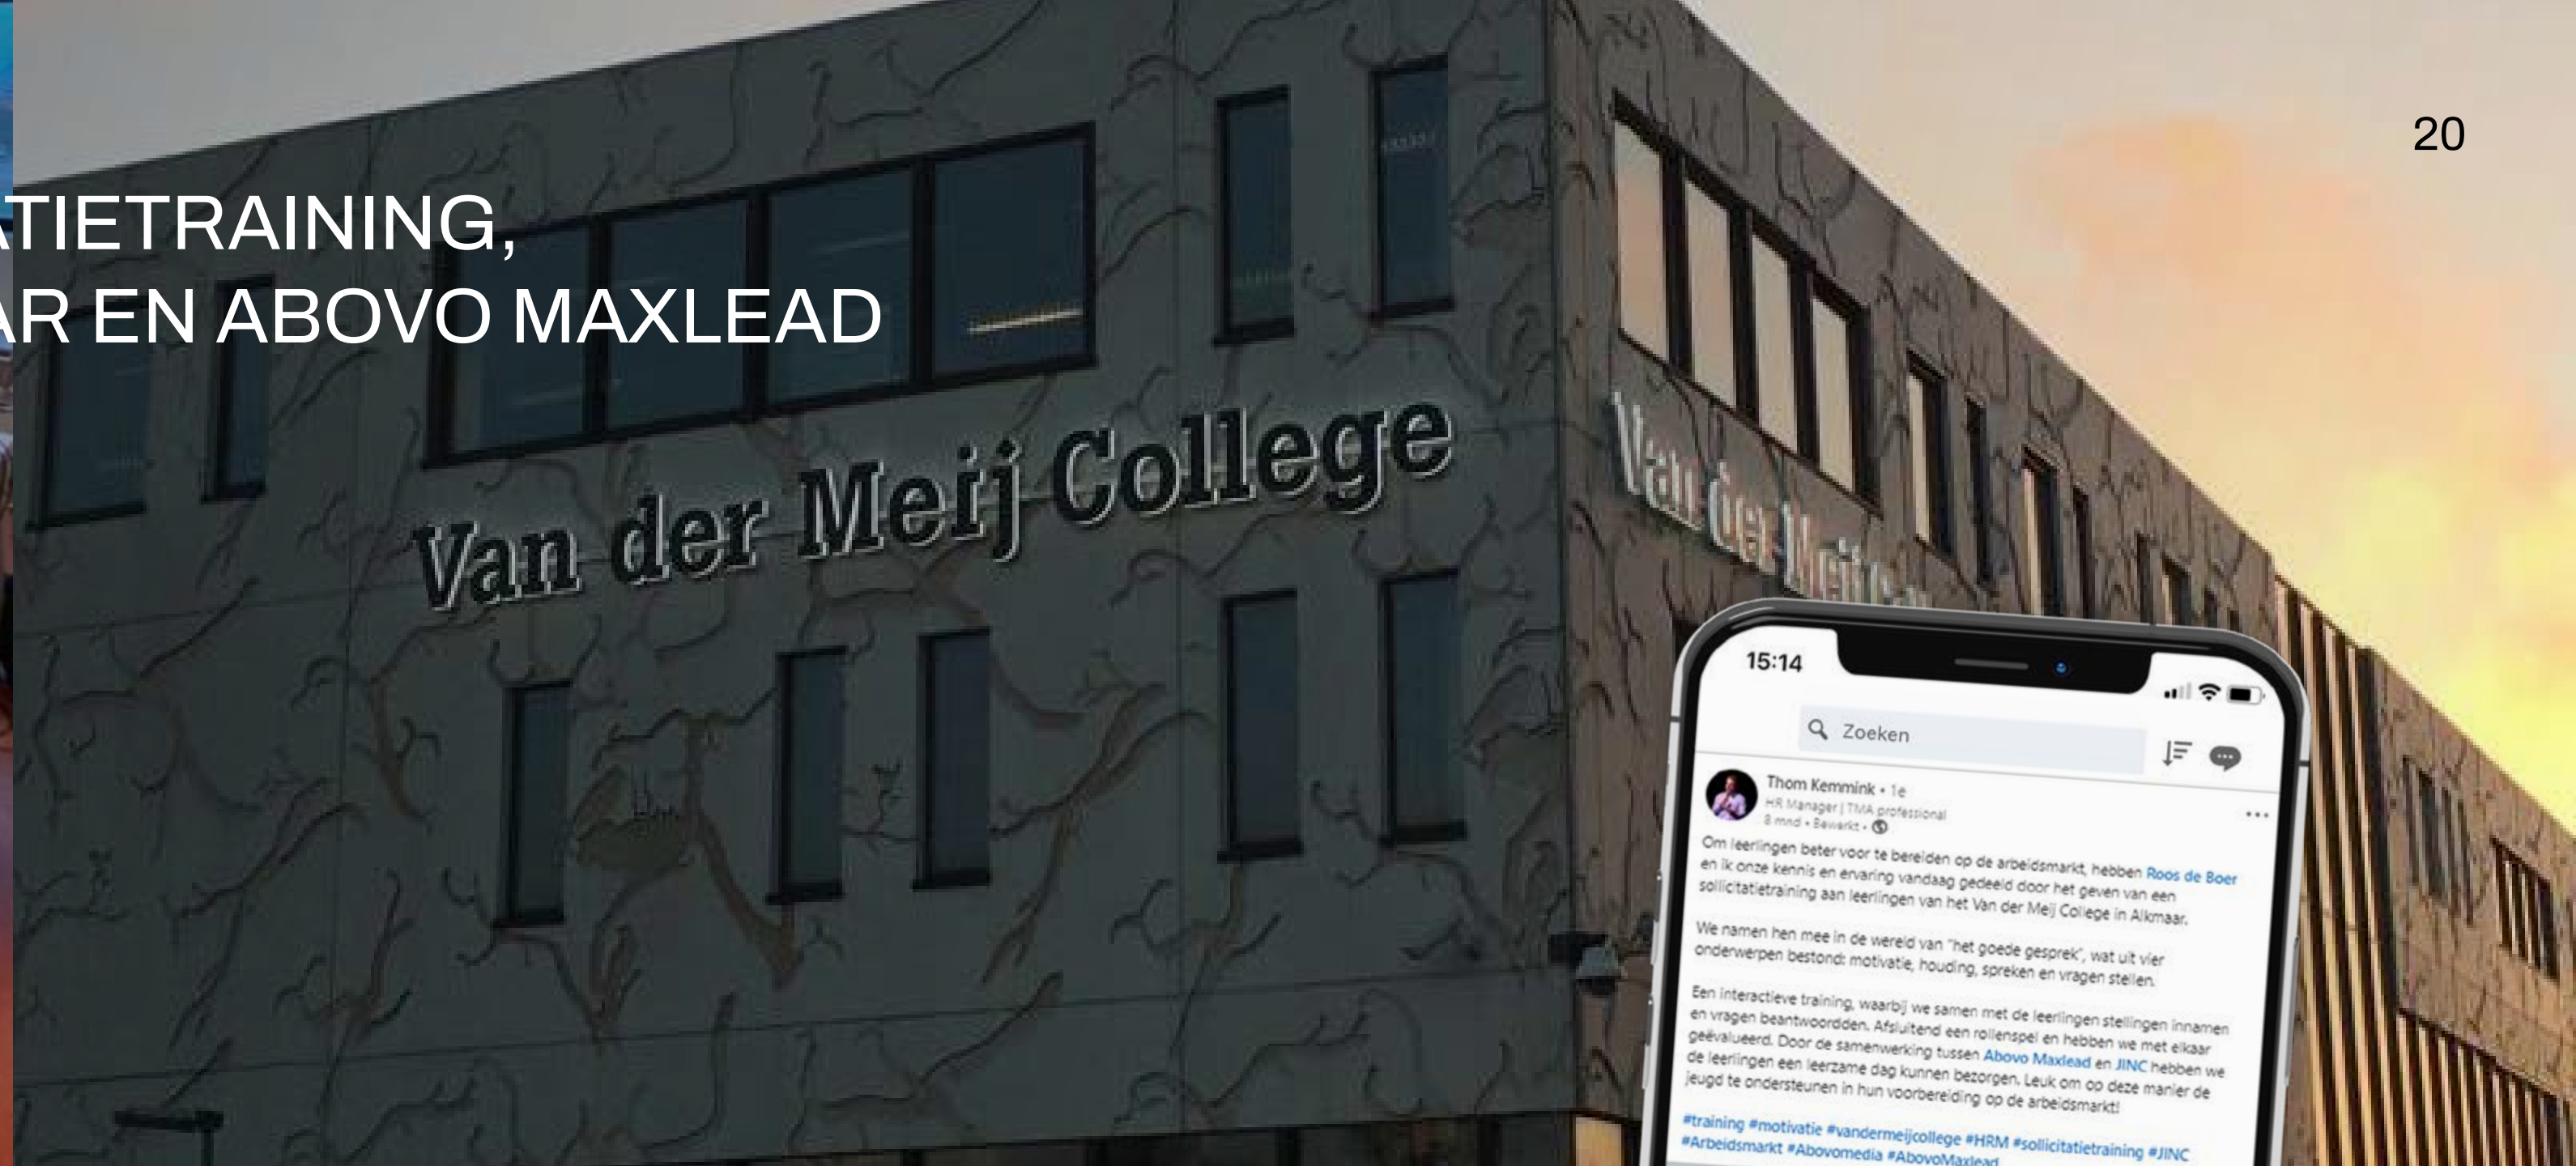 20
ATIETRAINING,
AR EN ABOVO MAXLEAD
Van der Meij College
Van der Meij
15:14
Zoeken
Thom Kemmink • 1e
HR Manager | TMA professional
8 mnd • Bewerkt •
Om leerlingen beter voor te bereiden op de arbeidsmarkt, hebben Roos de Boer
en ik onze kennis en ervaring vandaag gedeeld door het geven van een
sollicitatietraining aan leerlingen van het Van der Meij College in Alkmaar.
We namen hen mee in de wereld van "het goede gesprek", wat uit vier
onderwerpen bestond: motivatie, houding, spreken en vragen stellen.
Een interactieve training, waarbij we samen met de leerlingen stellingen innamen
en vragen beantwoordden. Afsluitend een rollenspel en hebben we met elkaar
geëvalueerd. Door de samenwerking tussen Abovo Maxlead en JINC hebben we
de leerlingen een leerzame dag kunnen bezorgen. Leuk om op deze manier de
jeugd te ondersteunen in hun voorbereiding op de arbeidsmarkt!
#training #motivatie #vandermeijcollege #HRM #sollicitatietraining #JINC
#Arbeidsmarkt #Abovomedia #AbovoMaxlead